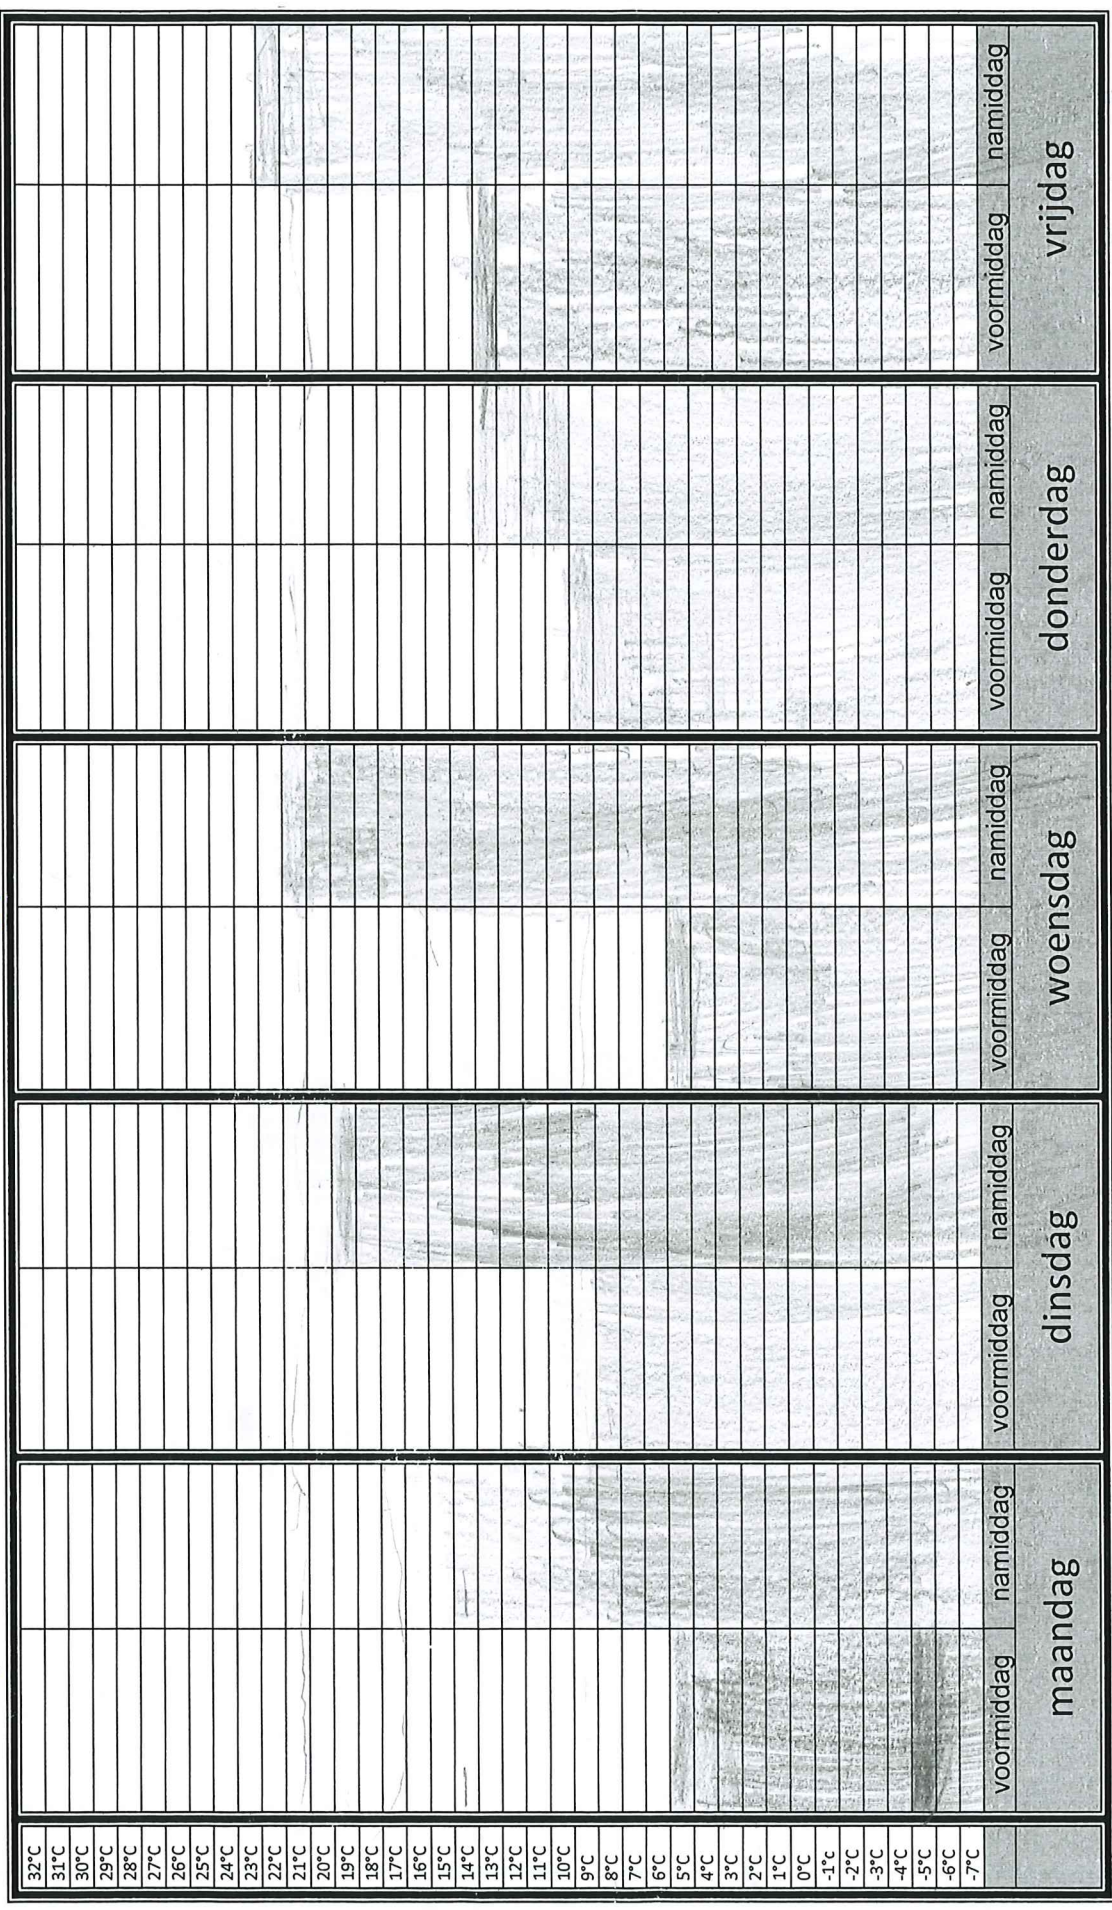 32°C
31°C
30°C
29°C
28°C
27°C
26°C
25°C
24°C
23°C
22°C
21°C
20°C
19°C
18°C
17°C
16°C
15°C
14°C
13°C
12°C
11°C
10°C
9°C
8°C
7°C
6°C
5°C
4°C
3°C
2°C
1°C
0°C
-1°c
-2°C
-3°C
-4°C
-5°C
-6°C
-7°C
voormiddag namiddag voormiddag namiddag voormiddag namiddag voormiddag namiddag voormiddag namiddag
maandag dinsdag woensdag donderdag vrijdag